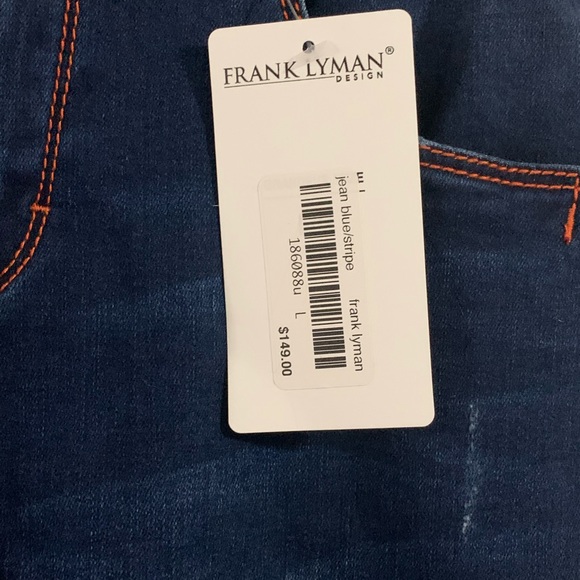 FRANK LYMAN®
DESIGN
jean blue/stripe frank lyman
186088u L
$149.00